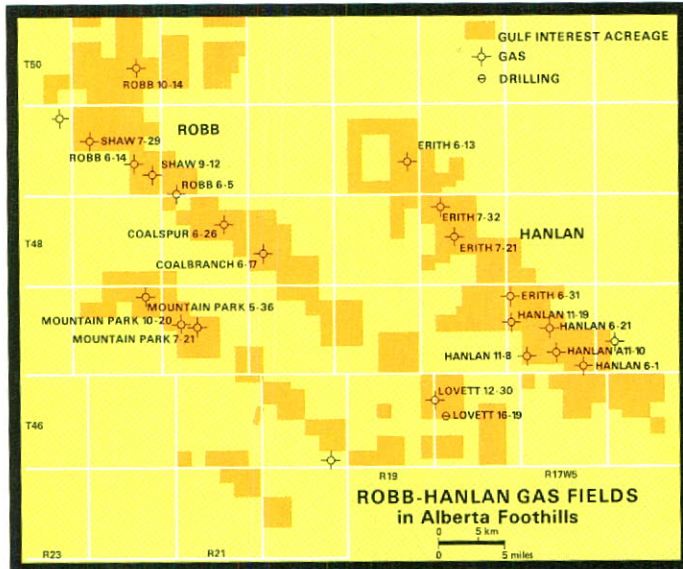 T50
GULF INTEREST ACREAGE
GAS
DRILLING
ROBB 10-14
ROBB
SHAW 7-29
ROBB 6-14
SHAW 9-12
ROBB 6-5
ERITH 6-13
ERITH 7-32
T48
COALSPUR 6-26
HANLAN
ERITH 7-21
COALBRANCH 6-17
ERITH 6-31
MOUNTAIN PARK 5-36
HANLAN 11-19
MOUNTAIN PARK 10-20
HANLAN 6-21
MOUNTAIN PARK 7-21
HANLAN 11-8
HANLAN A11-10
HANLAN 6-1
LOVETT 12-30
LOVETT 16-19
T46
R19
R17W5
ROBB-HANLAN GAS FIELDS
in Alberta Foothills
0 5 km
0 5 miles
R23
R21